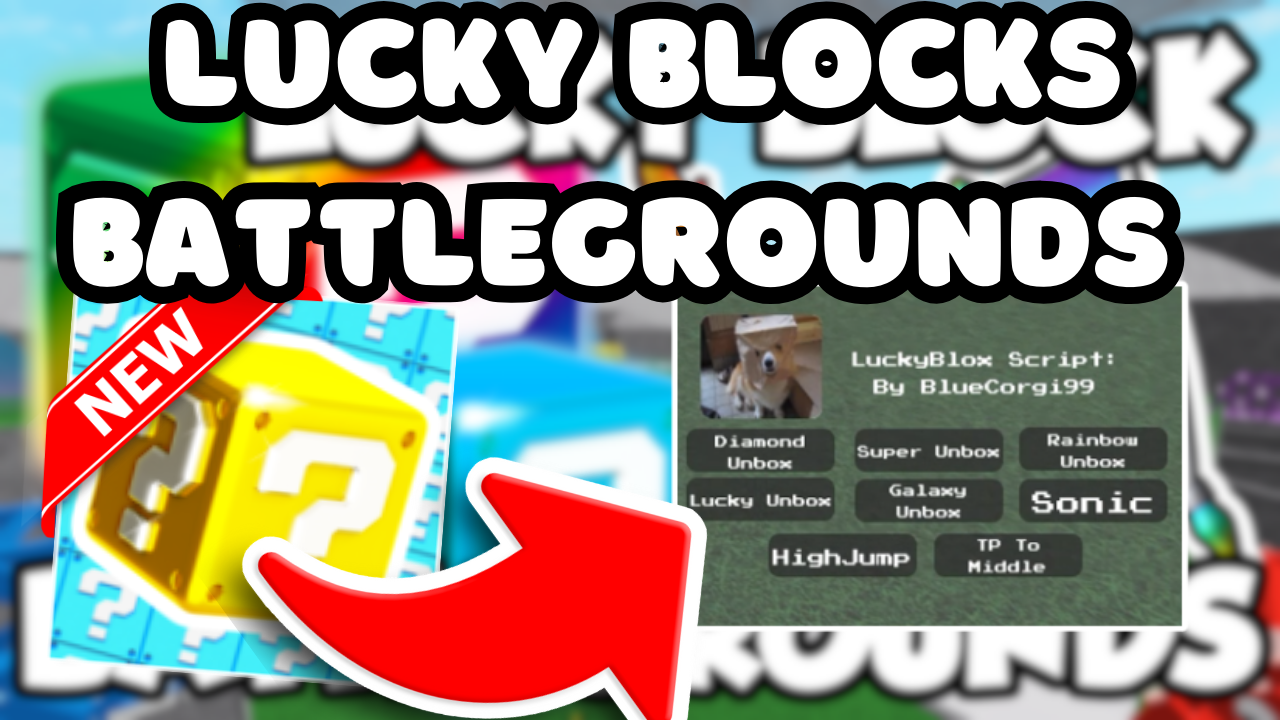 LUCKY BLOCKS
BATTLEGROUNDS
NEW
LuckyBlox Script:
By BlueCorgi99
Diamond
Unbox
Super Unbox
Rainbow
Unbox
Lucky Unbox
Galaxy
Unbox
Sonic
HighJump
TP To
Middle